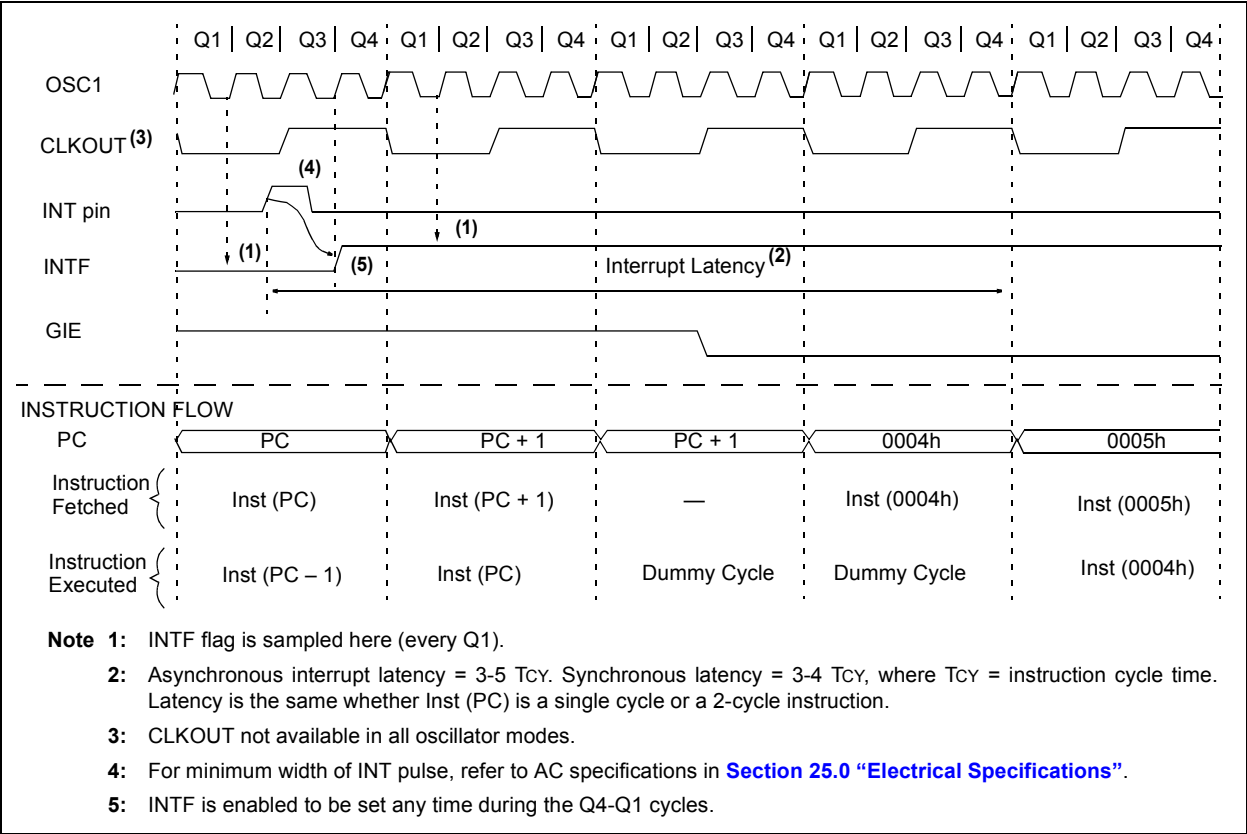 Q1 | Q2 | Q3 | Q4 Q1 | Q2 | Q3 | Q4 Q1 | Q2 | Q3 | Q4 Q1 | Q2 | Q3 | Q4 Q1 | Q2 | Q3 | Q4
OSC1
CLKOUT(3)
(4)
INT pin
(1)
(1)
INTF
(5)
Interrupt Latency(2)
GIE
INSTRUCTION FLOW
PC
PC
PC + 1
PC + 1
0004h
0005h
Instruction
Fetched
Inst (PC)
Inst (PC + 1)
—
Inst (0004h)
Inst (0005h)
Instruction
Executed
Inst (PC – 1)
Inst (PC)
Dummy Cycle
Dummy Cycle
Inst (0004h)
Note 1: INTF flag is sampled here (every Q1).
2: Asynchronous interrupt latency = 3-5 TCY. Synchronous latency = 3-4 TCY, where TCY = instruction cycle time.
Latency is the same whether Inst (PC) is a single cycle or a 2-cycle instruction.
3: CLKOUT not available in all oscillator modes.
4: For minimum width of INT pulse, refer to AC specifications in Section 25.0 “Electrical Specifications”.
5: INTF is enabled to be set any time during the Q4-Q1 cycles.